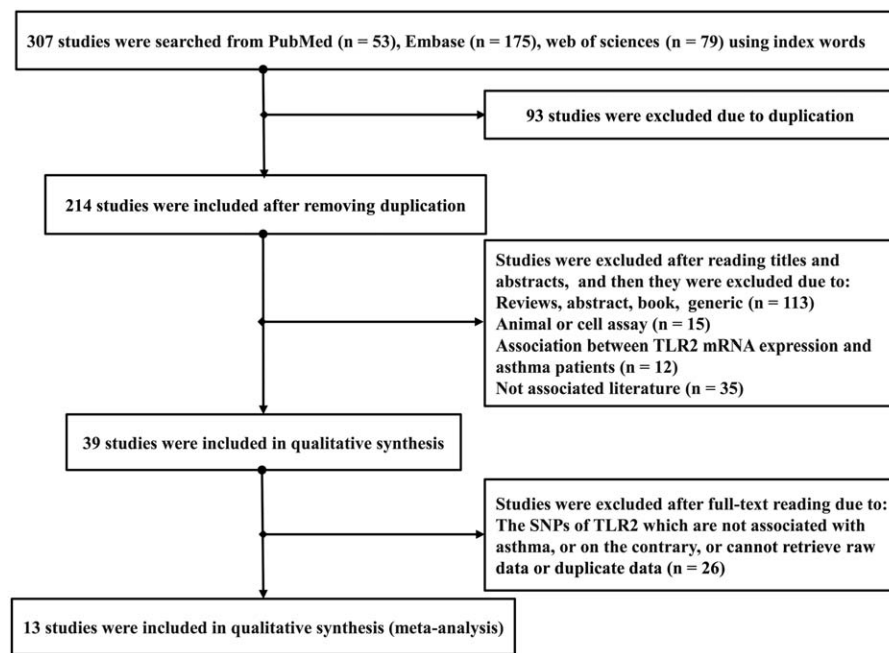 307 studies were searched from PubMed (n = 53), Embase (n = 175), web of sciences (n = 79) using index words
93 studies were excluded due to duplication
214 studies were included after removing duplication
Studies were excluded after reading titles and
abstracts, and then they were excluded due to:
Reviews, abstract, book, generic (n = 113)
Animal or cell assay (n = 15)
Association between TLR2 mRNA expression and
asthma patients (n = 12)
Not associated literature (n = 35)
39 studies were included in qualitative synthesis
Studies were excluded after full-text reading due to:
The SNPs of TLR2 which are not associated with
asthma, or on the contrary, or cannot retrieve raw
data or duplicate data (n = 26)
13 studies were included in qualitative synthesis (meta-analysis)